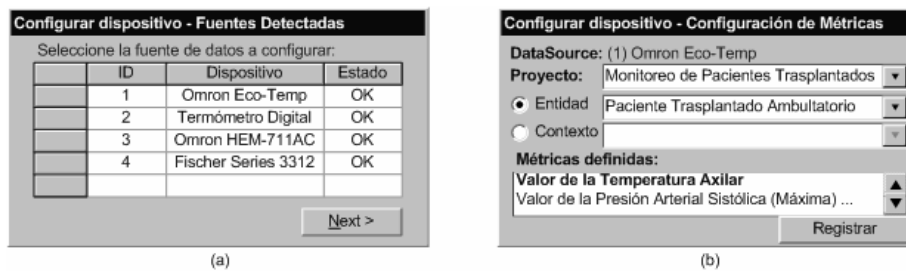 Configurar dispositivo - Fuentes Detectadas
Seleccione la fuente de datos a configurar:
ID Dispositivo Estado
1 Omron Eco-Temp OK
2 Termómetro Digital OK
3 Omron HEM-711AC OK
4 Fischer Series 3312 OK
Next >
(a)
Configurar dispositivo - Configuración de Métricas
DataSource: (1) Omron Eco-Temp
Proyecto: Monitoreo de Pacientes Trasplantados
Entidad Paciente Trasplantado Ambultatorio
Contexto
Métricas definidas:
Valor de la Temperatura Axilar
Valor de la Presión Arterial Sistólica (Máxima) ...
Registrar
(b)